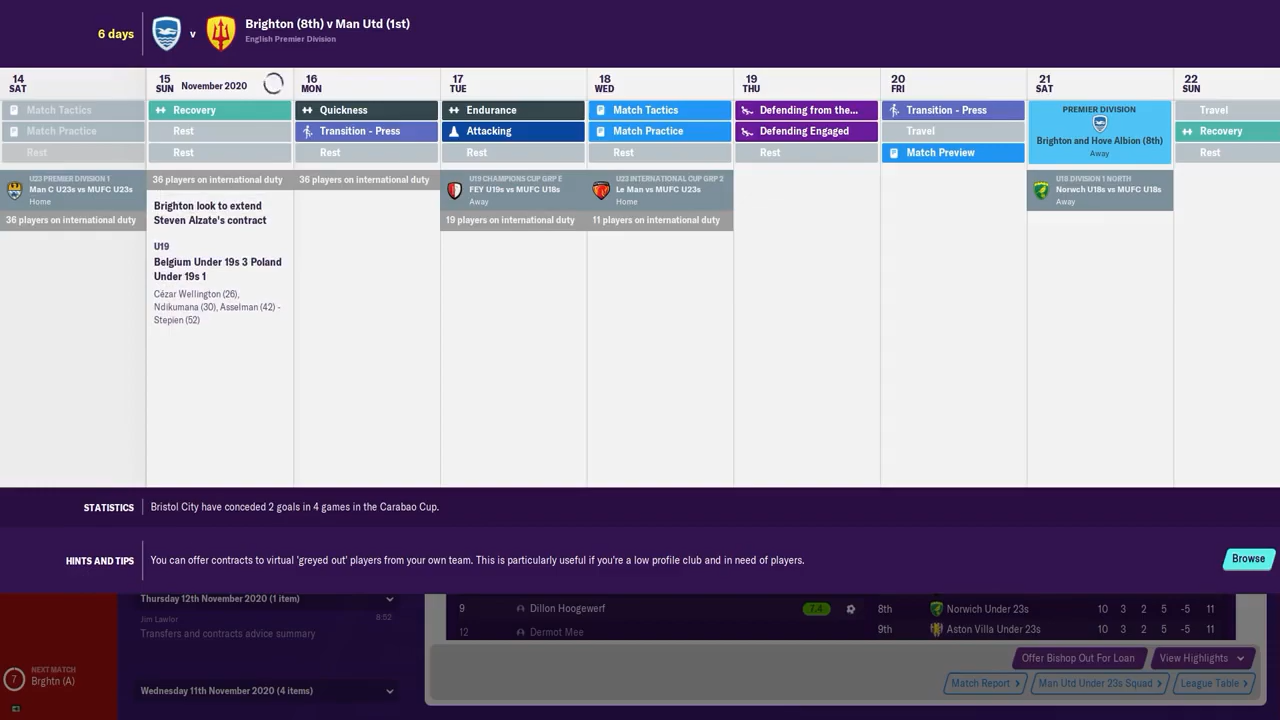 6 days
v
Brighton (8th) v Man Utd (1st)
English Premier Division
14
SAT
15
SUN
November 2020
16
MON
17
TUE
18
WED
19
THU
20
FRI
21
SAT
22
SUN
Match Tactics
Match Practice
Rest
U23 PREMIER DIVISION 1
Man C U23s vs MUFC U23s
Home
36 players on international duty
Recovery
Rest
Rest
36 players on international duty
Brighton look to extend
Steven Alzate's contract
U19
Belgium Under 19s 3 Poland
Under 19s 1
Cézar Wellington (26),
Ndikumana (30), Asselman (42) -
Stepien (52)
Quickness
Transition - Press
Rest
36 players on international duty
Endurance
Attacking
Rest
U19 CHAMPIONS CUP GRP E
FEY U19s vs MUFC U18s
Away
19 players on international duty
Match Tactics
Match Practice
Rest
U23 INTERNATIONAL CUP GRP 2
Le Man vs MUFC U23s
Home
11 players on international duty
Defending from the...
Defending Engaged
Rest
Transition - Press
Travel
Match Preview
PREMIER DIVISION
Brighton and Hove Albion (8th)
Away
U18 DIVISION 1 NORTH
Norwch U18s vs MUFC U18s
Away
Travel
Recovery
Rest
STATISTICS
Bristol City have conceded 2 goals in 4 games in the Carabao Cup.
HINTS AND TIPS
You can offer contracts to virtual 'greyed out' players from your own team. This is particularly useful if you're a low profile club and in need of players.
Browse
Thursday 12th November 2020 (1 item)
Jim Lawlor
8:52
Transfers and contracts advice summary
Wednesday 11th November 2020 (4 items)
7
NEXT MATCH
Brghtn (A)
9 Dillon Hoogewerf 7.4
12 Dermot Mee
8th Norwich Under 23s 10 3 2 5 -5 11
9th Aston Villa Under 23s 10 3 2 5 -5 11
Offer Bishop Out For Loan
View Highlights
Match Report
Man Utd Under 23s Squad
League Table